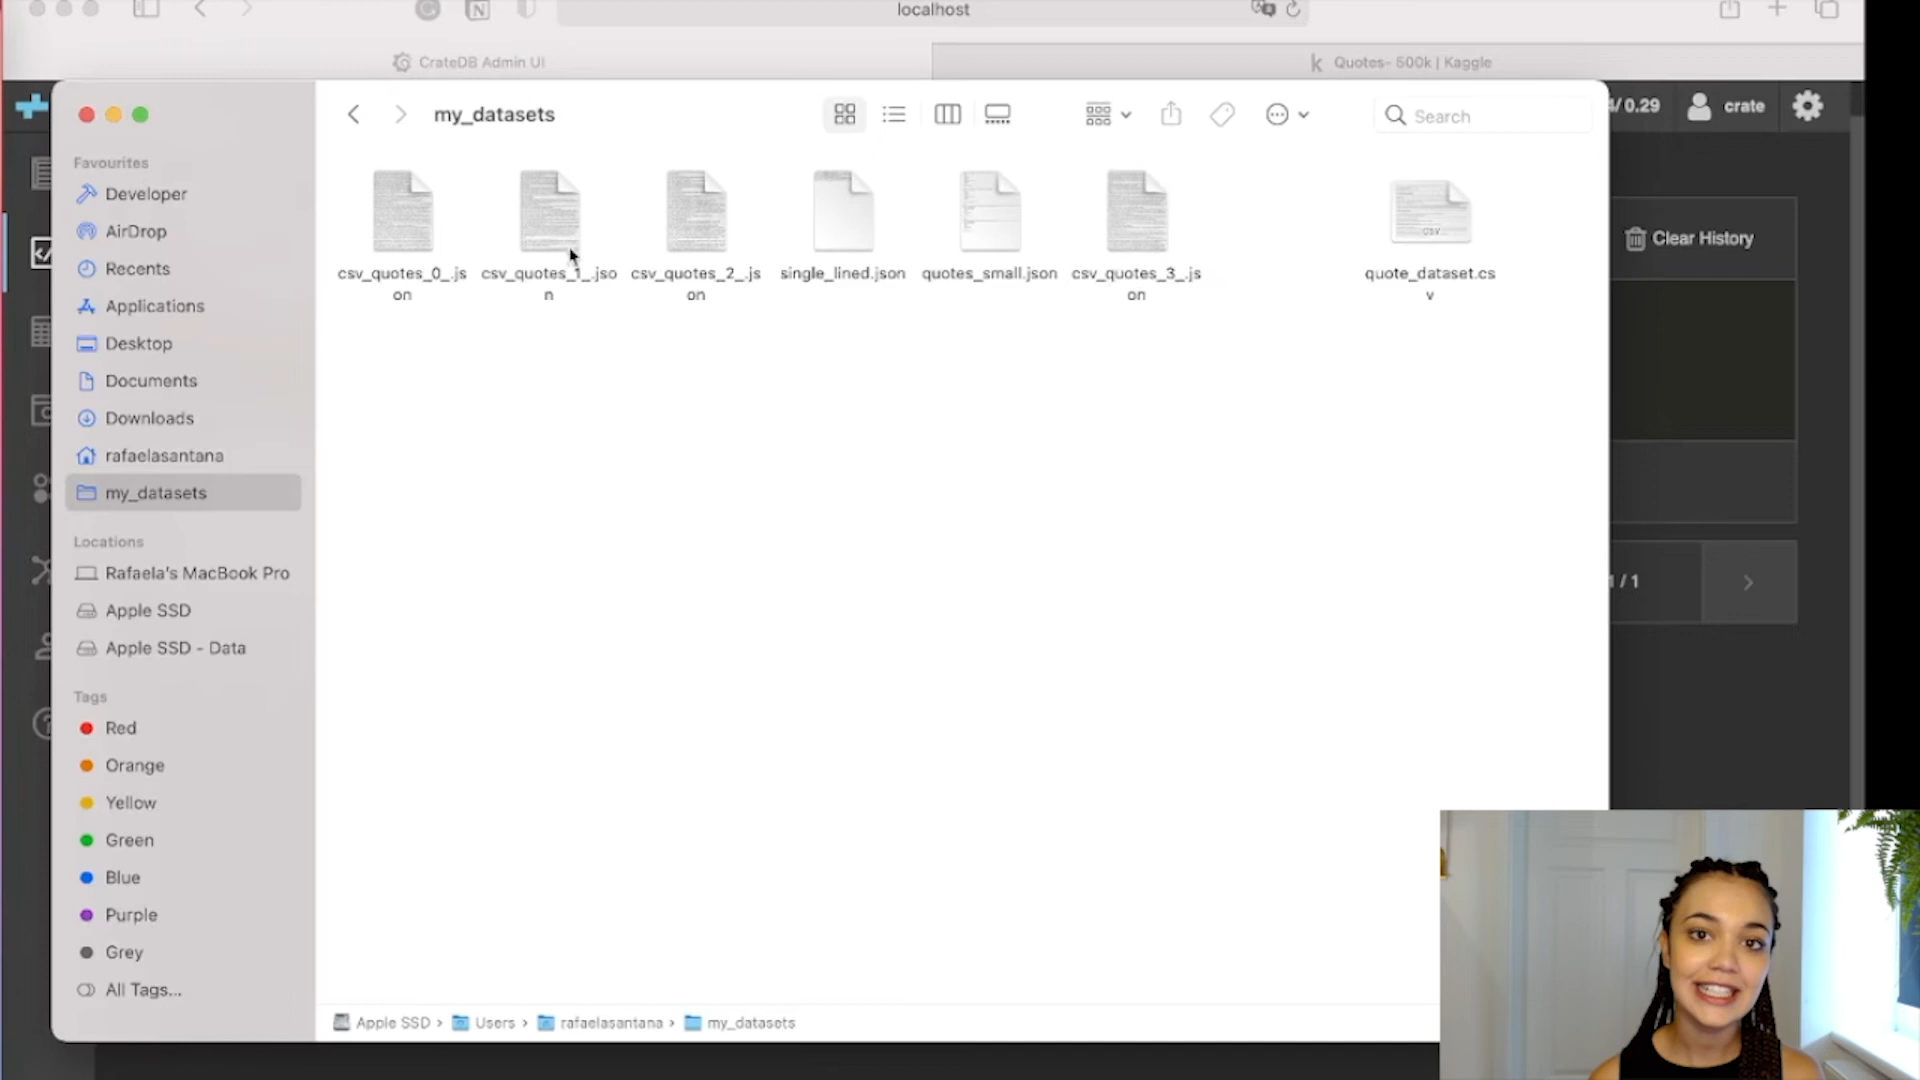 localhost
CrateDB Admin UI
Quotes- 500k | Kaggle
my_datasets
Search
/ 0.29
crate
Favourites
Developer
AirDrop
Recents
Applications
Desktop
Documents
Downloads
rafaelasantana
my_datasets
Locations
Rafaela's MacBook Pro
Apple SSD
Apple SSD - Data
Tags
Red
Orange
Yellow
Green
Blue
Purple
Grey
All Tags...
csv_quotes_0_.js
on
csv_quotes_1_.jso
n
csv_quotes_2_.js
on
single_lined.json
quotes_small.json
csv_quotes_3_.js
on
CSV
quote_dataset.cs
v
Clear History
1 / 1
Apple SSD › Users › rafaelasantana › my_datasets